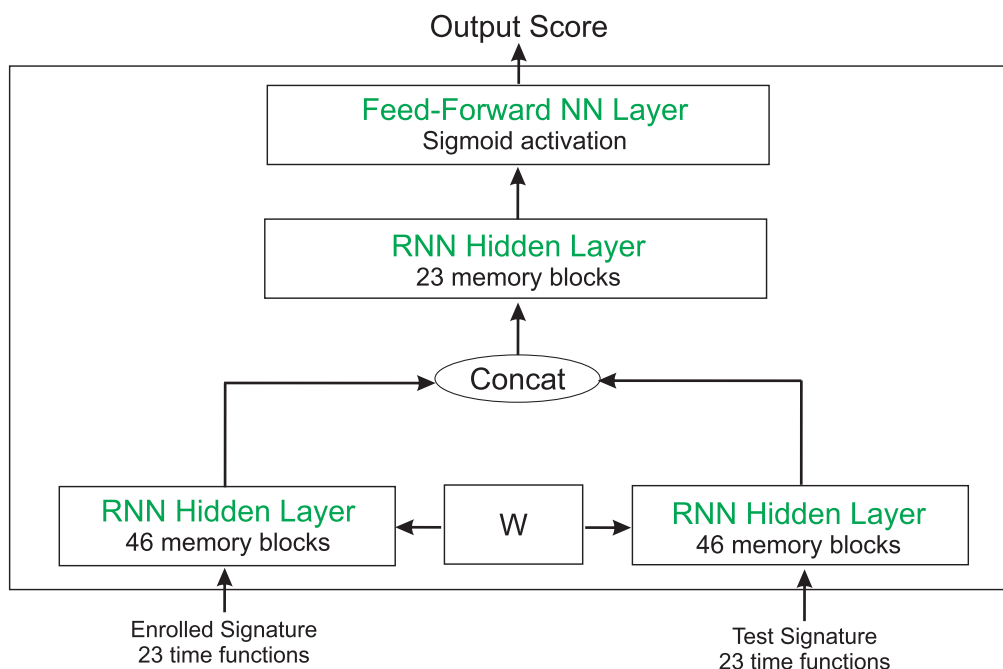 Output Score
Feed-Forward NN Layer
Sigmoid activation
RNN Hidden Layer
23 memory blocks
Concat
RNN Hidden Layer
46 memory blocks
W
RNN Hidden Layer
46 memory blocks
Enrolled Signature
23 time functions
Test Signature
23 time functions